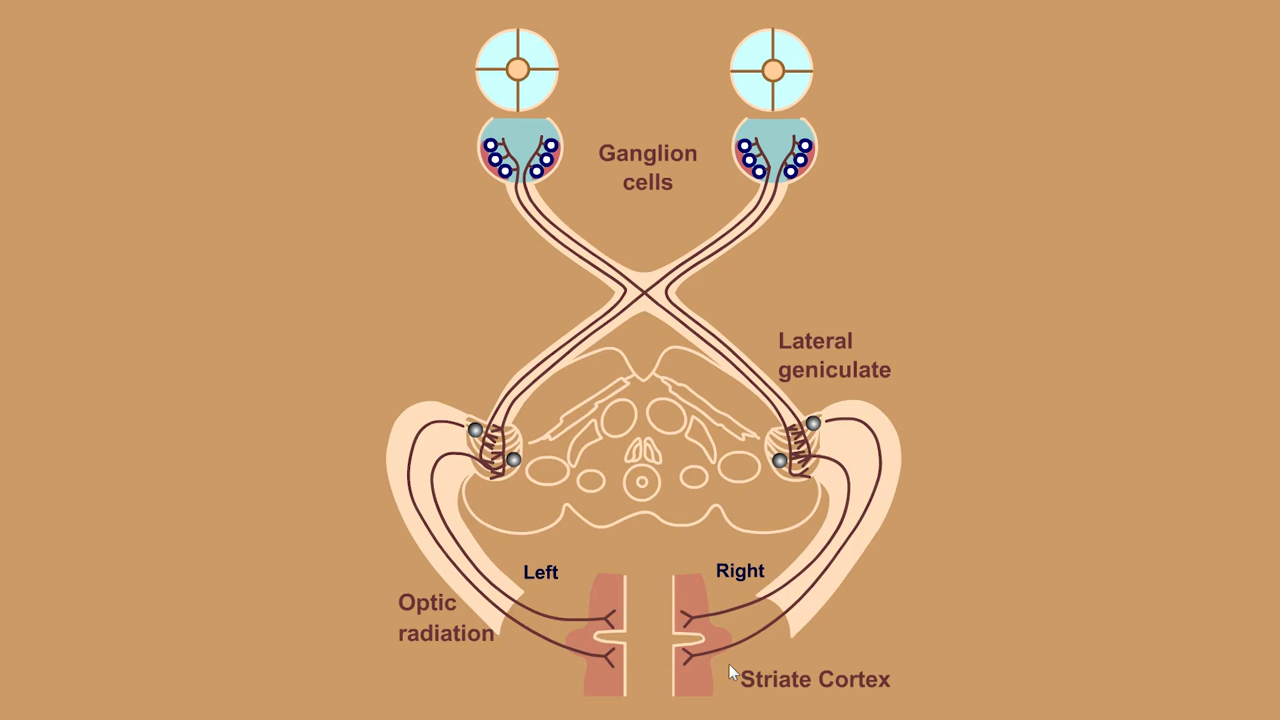 Ganglion
cells
Lateral
geniculate
Left
Right
Optic
radiation
Striate Cortex